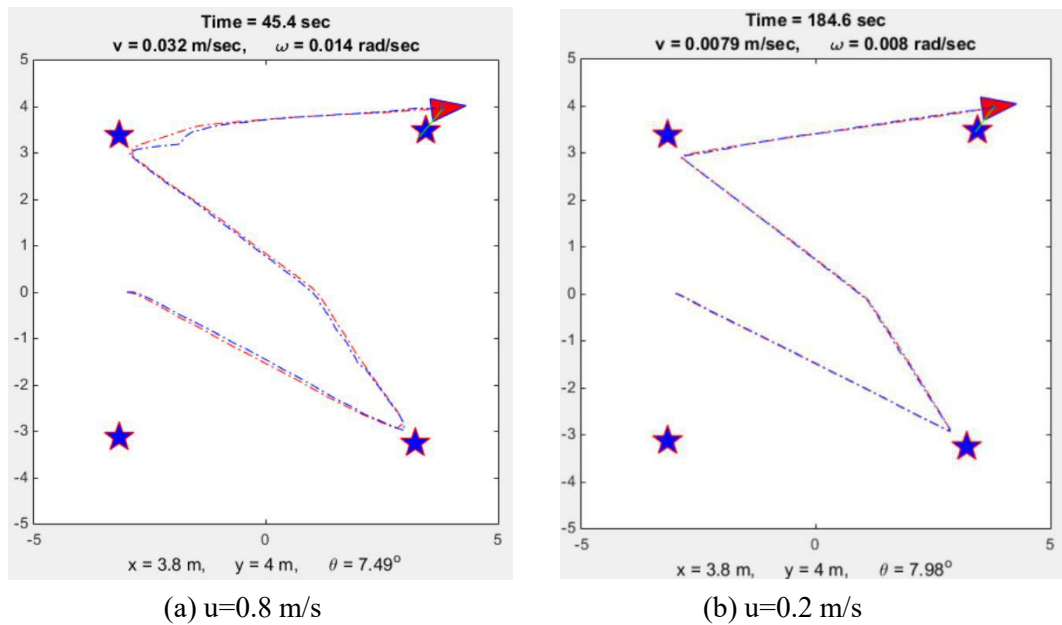 Time = 45.4 sec
v = 0.032 m/sec, ω = 0.014 rad/sec
5
4
3
2
1
0
-1
-2
-3
-4
-5
-5 0 5
x = 3.8 m, y = 4 m, θ = 7.49°
(a) u=0.8 m/s
Time = 184.6 sec
v = 0.0079 m/sec, ω = 0.008 rad/sec
5
4
3
2
1
0
-1
-2
-3
-4
-5
-5 0 5
x = 3.8 m, y = 4 m, θ = 7.98°
(b) u=0.2 m/s